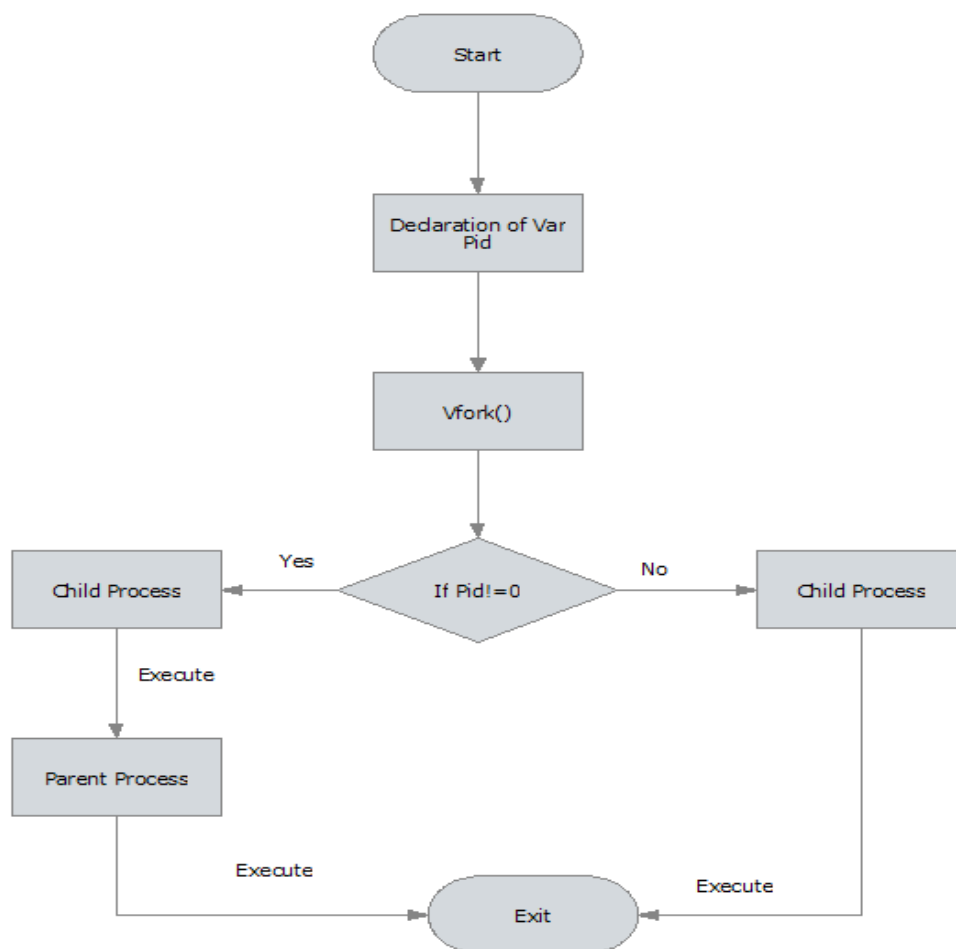 Start
Declaration of Var
Pid
Vfork()
If Pid!=0
Yes
No
Child Process
Child Process
Execute
Parent Process
Execute
Execute
Exit